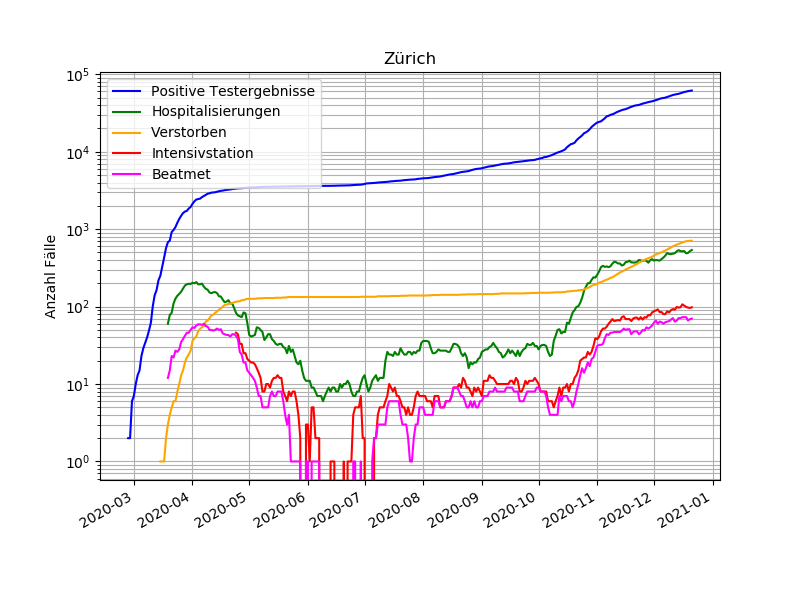 Zürich
Anzahl Fälle
10^5
10^4
10^3
10^2
10^1
10^0
Positive Testergebnisse
Hospitalisierungen
Verstorben
Intensivstation
Beatmet
2020-03
2020-04
2020-05
2020-06
2020-07
2020-08
2020-09
2020-10
2020-11
2020-12
2021-01